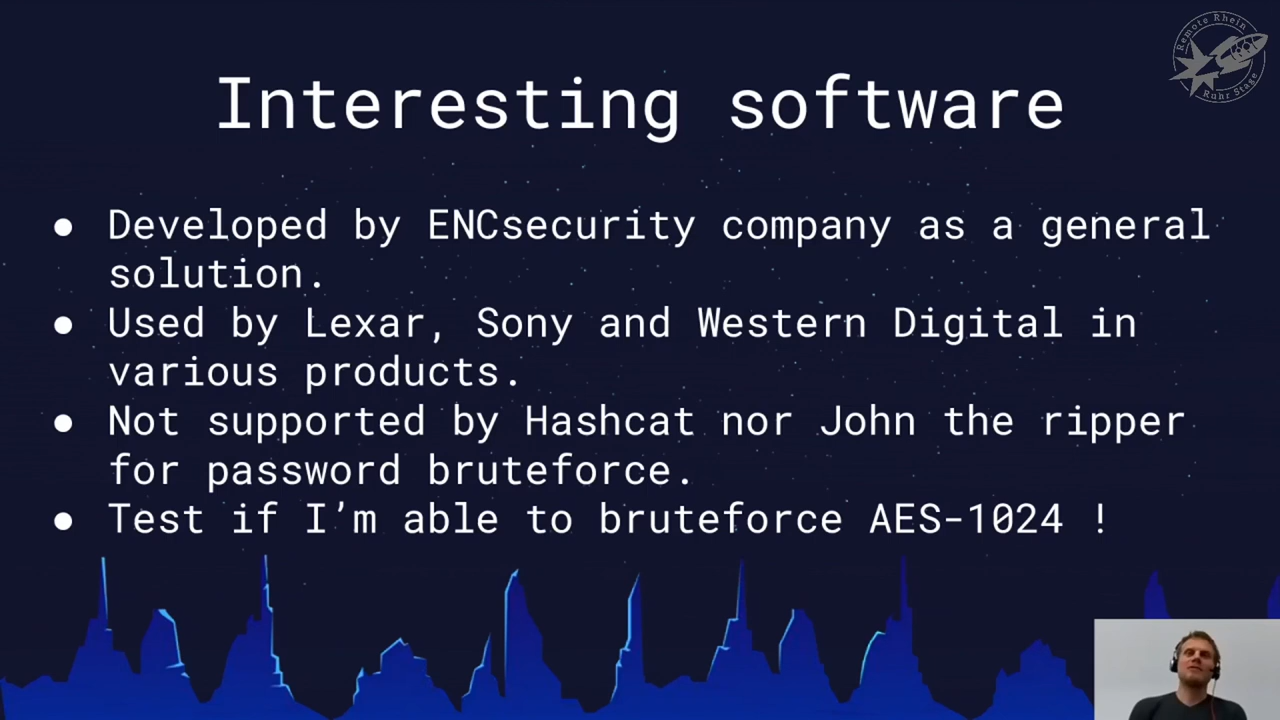 Remote Rhein
Ruhr Stage
Interesting software
● Developed by ENCsecurity company as a general
solution.
● Used by Lexar, Sony and Western Digital in
various products.
● Not supported by Hashcat nor John the ripper
for password bruteforce.
● Test if I’m able to bruteforce AES-1024 !